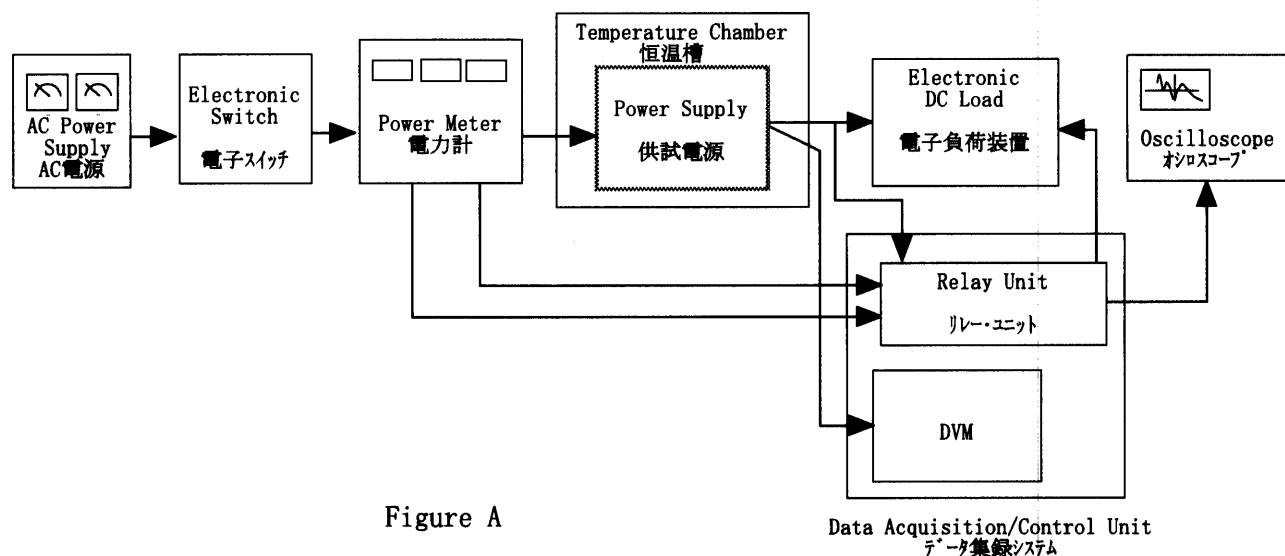 AC Power
Supply
AC電源
Electronic
Switch
電子スイッチ
Power Meter
電力計
Temperature Chamber
恒温槽
Power Supply
供試電源
Electronic
DC Load
電子負荷装置
Oscilloscope
オシロスコープ
Relay Unit
リレー・ユニット
DVM
Data Acquisition/Control Unit
データ集録システム
Figure A